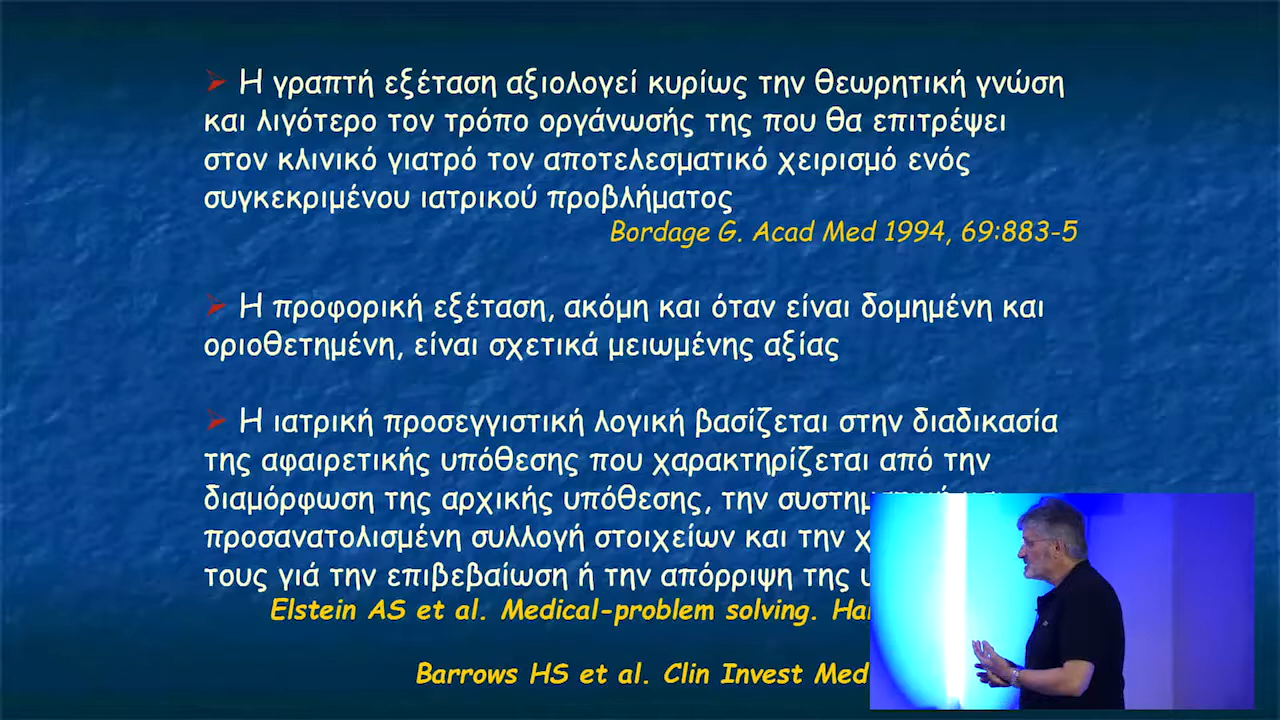 Η γραπτή εξέταση αξιολογεί κυρίως την θεωρητική γνώση
και λιγότερο τον τρόπο οργάνωσής της που θα επιτρέψει
στον κλινικό γιατρό τον αποτελεσματικό χειρισμό ενός
συγκεκριμένου ιατρικού προβλήματος
Bordage G. Acad Med 1994, 69:883-5
Η προφορική εξέταση, ακόμη και όταν είναι δομημένη και
οριοθετημένη, είναι σχετικά μειωμένης αξίας
Η ιατρική προσεγγιστική λογική βασίζεται στην διαδικασία
της αφαιρετικής υπόθεσης που χαρακτηρίζεται από την
διαμόρφωση της αρχικής υπόθεσης, την
προσανατολισμένη συλλογή στοιχείων και την
τους γιά την επιβεβαίωση ή την απόρριψη της
Elstein AS et al. Medical-problem solving.
Barrows HS et al. Clin Invest Med